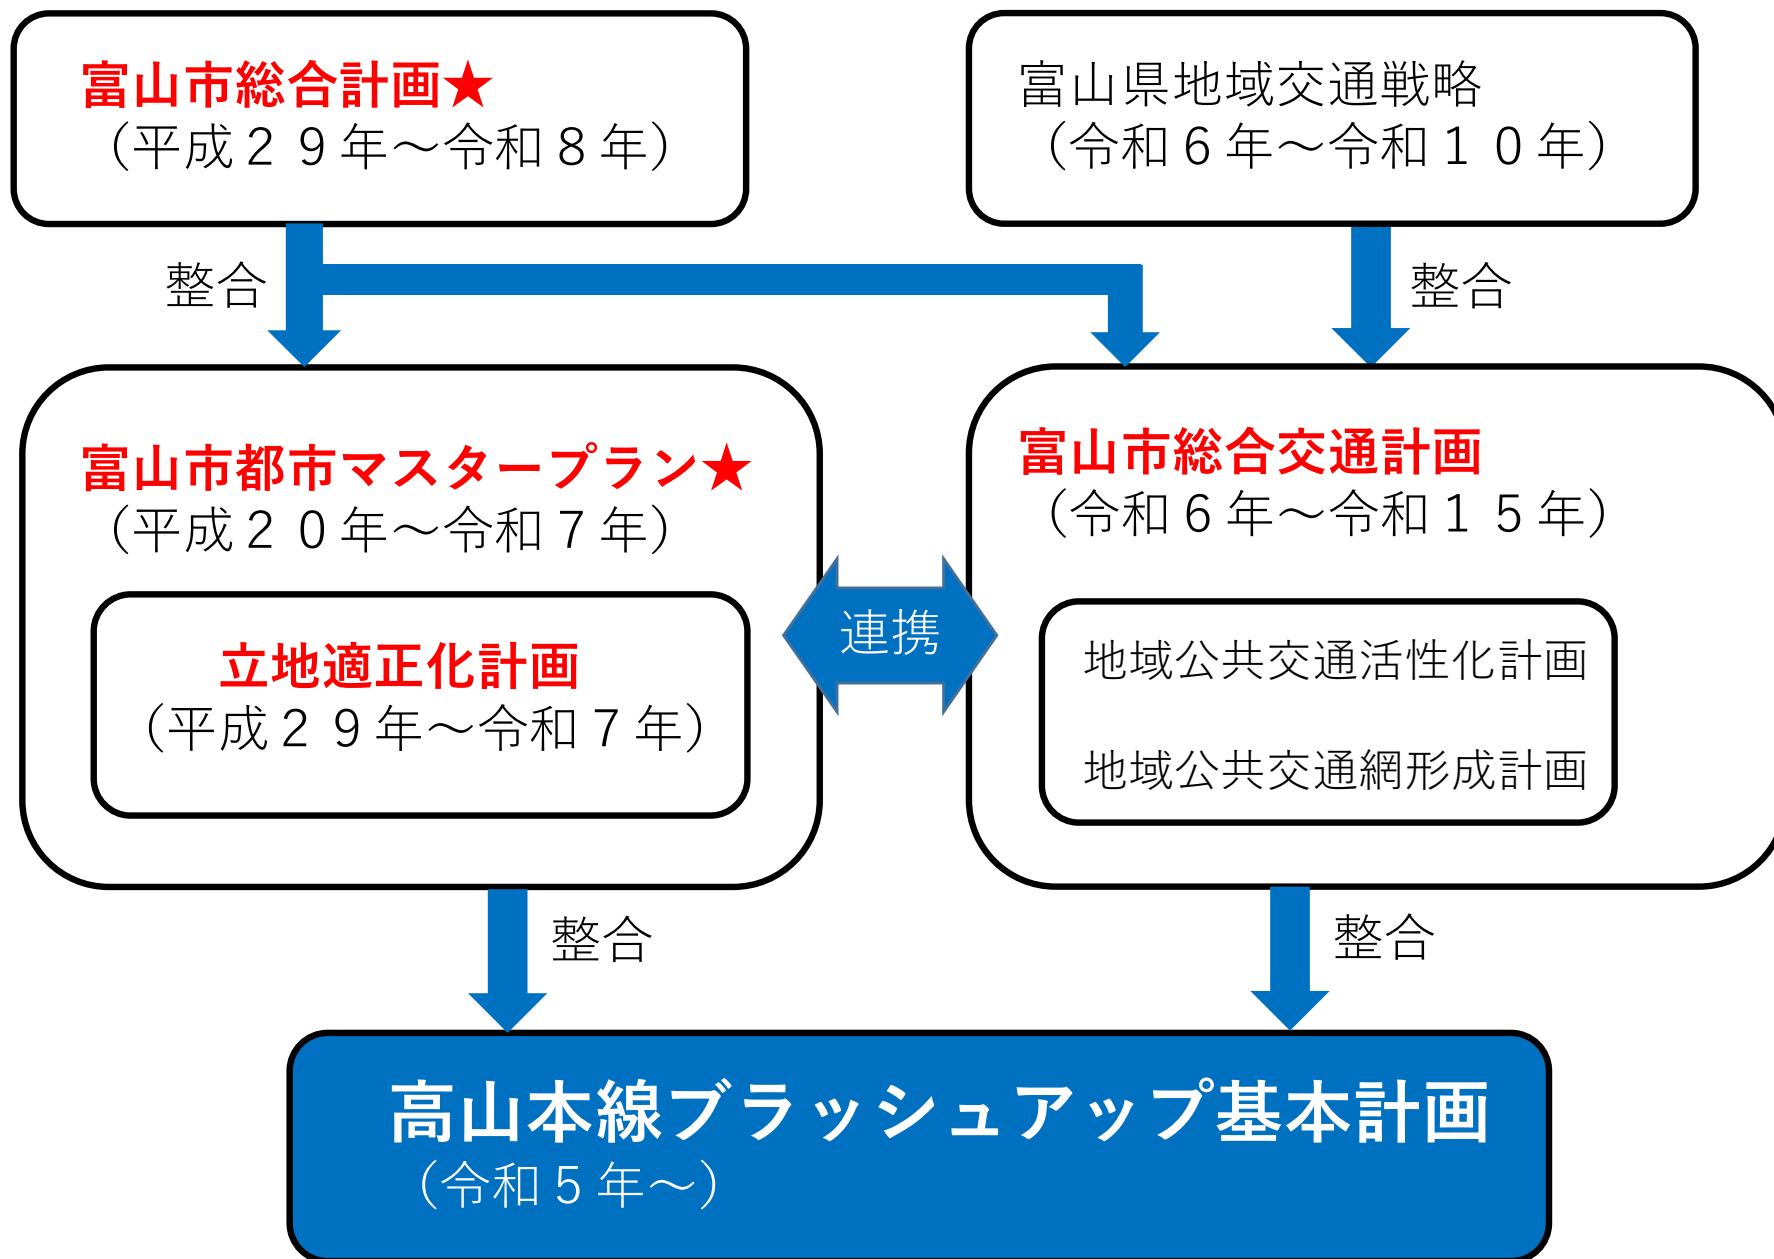 富山市総合計画★
（平成２９年～令和８年）
富山県地域交通戦略
（令和６年～令和１０年）
整合
整合
富山市都市マスタープラン★
（平成２０年～令和７年）
立地適正化計画
（平成２９年～令和７年）
連携
富山市総合交通計画
（令和６年～令和１５年）
地域公共交通活性化計画
地域公共交通網形成計画
整合
整合
高山本線ブラッシュアップ基本計画
（令和５年～）